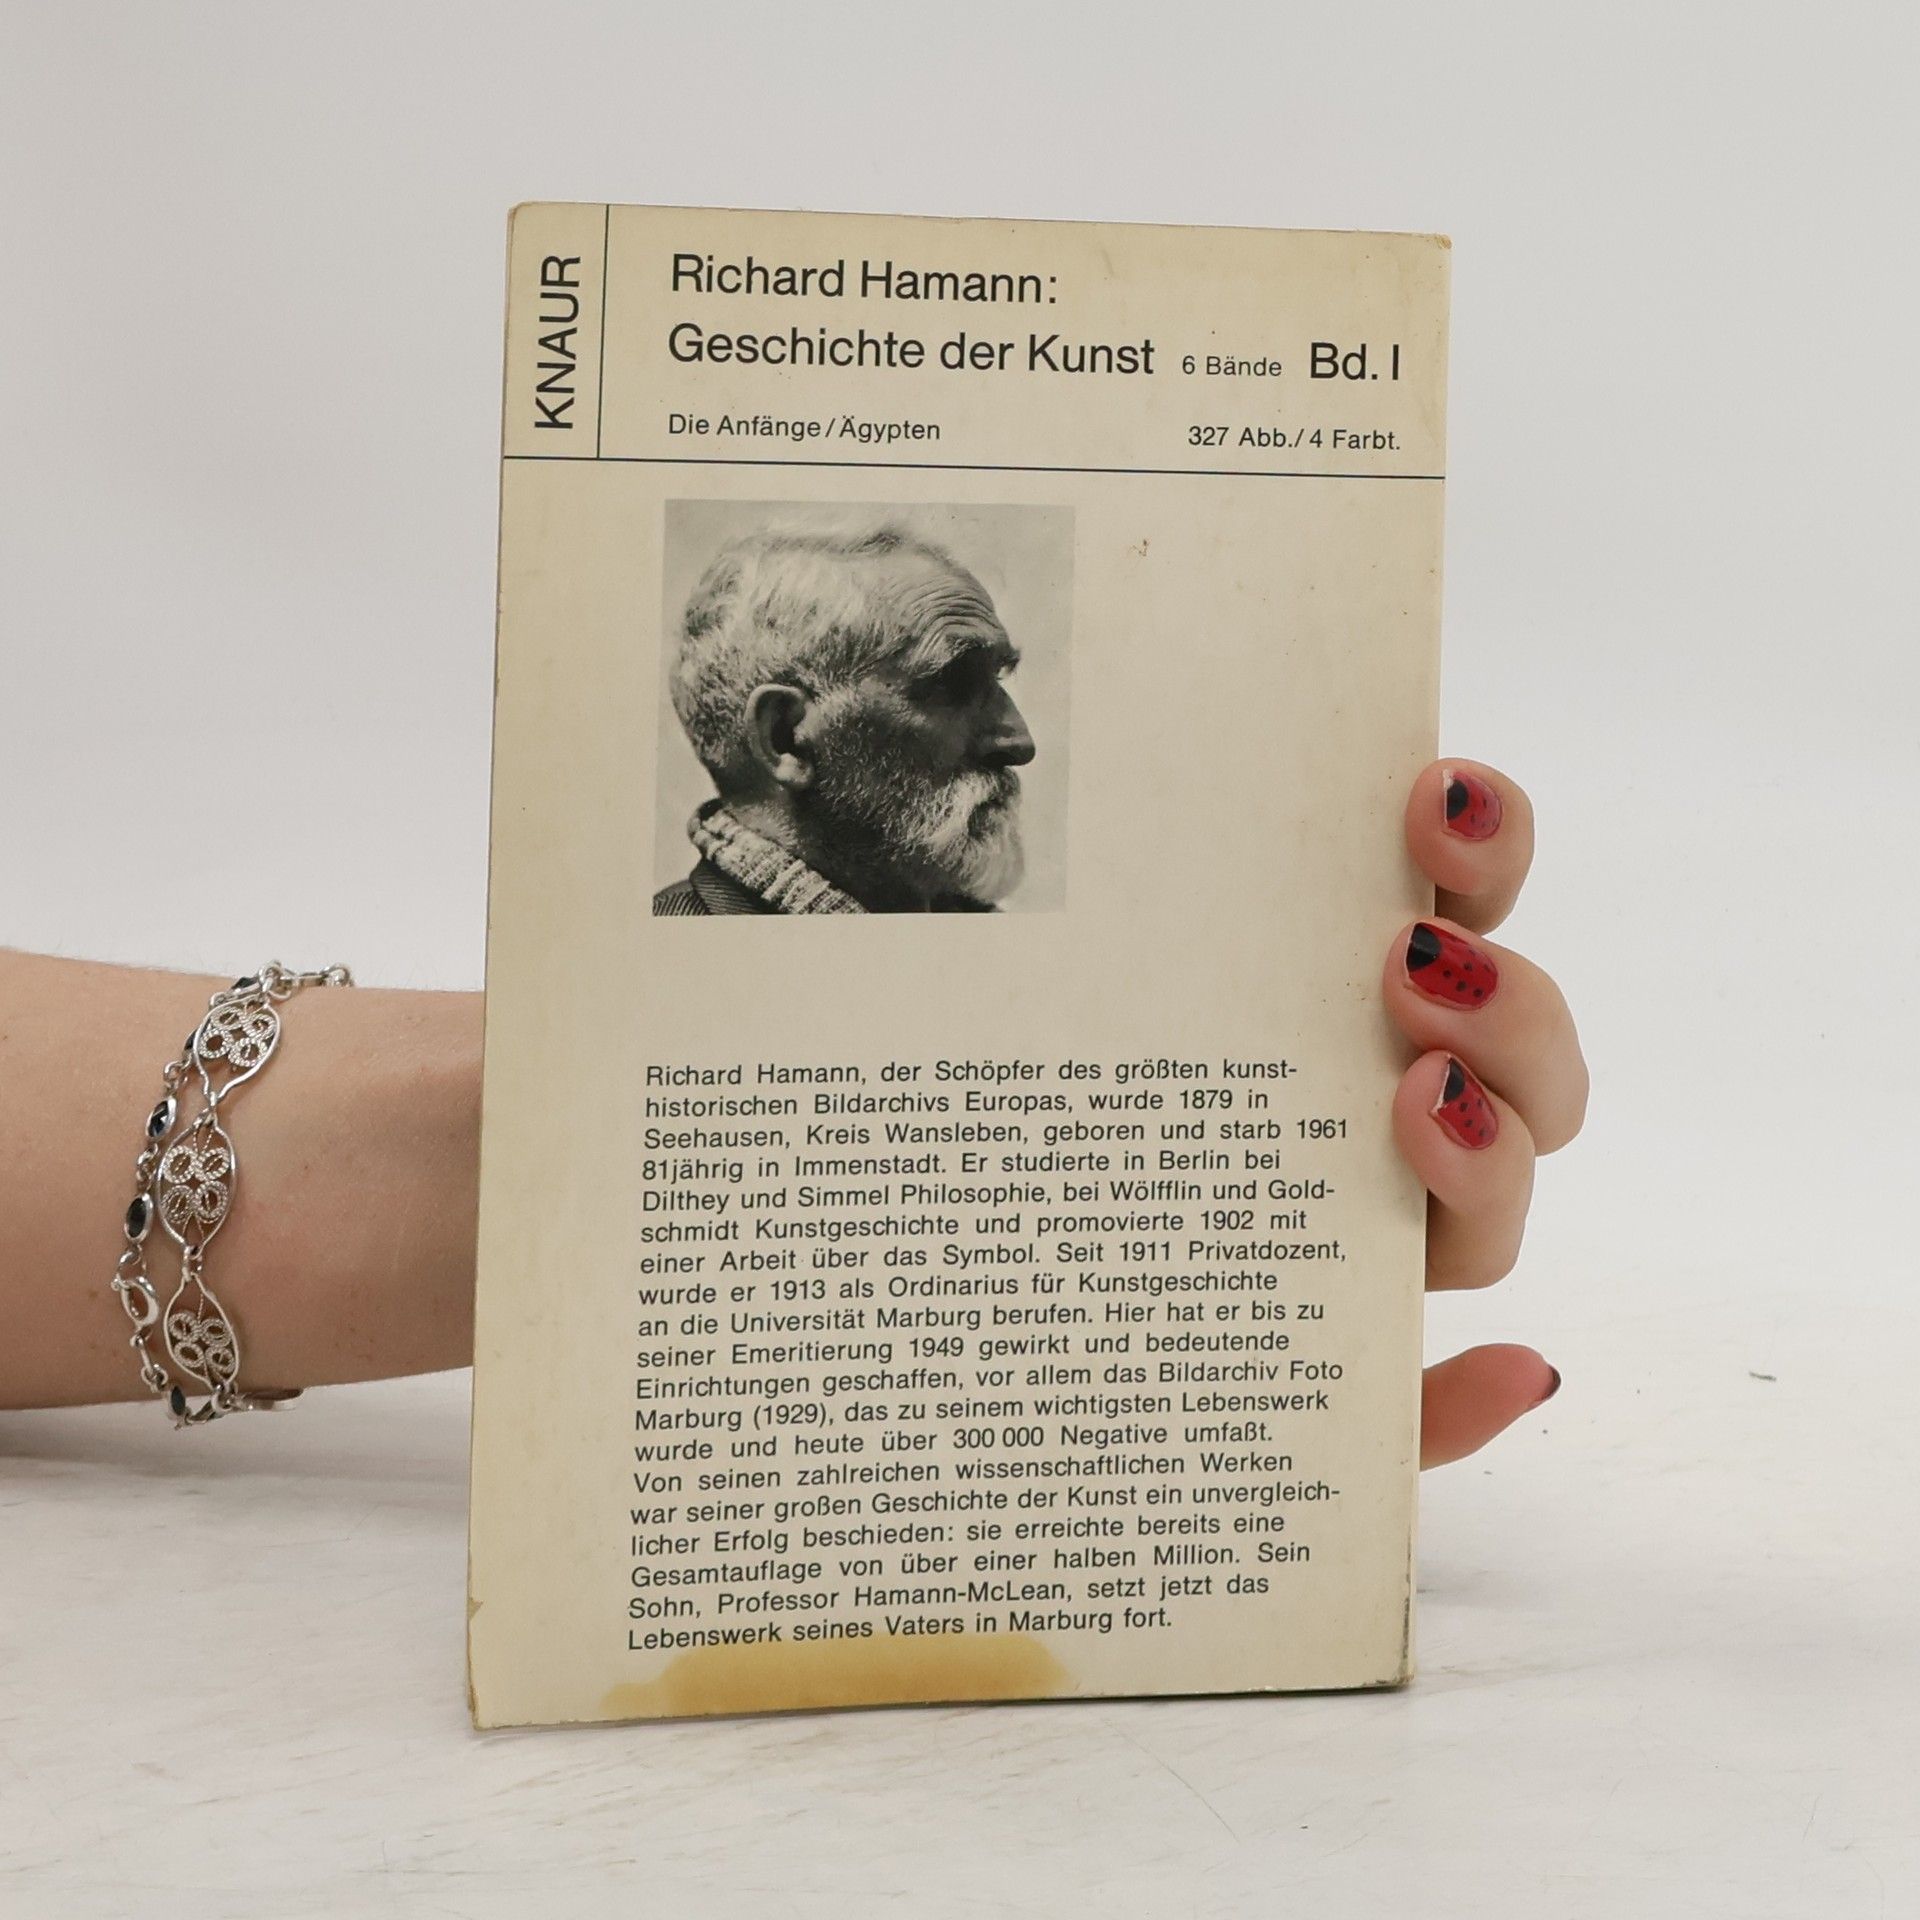 KNAUR
Richard Hamann:
Geschichte der Kunst 6 Bände Bd. I
Die Anfänge/Ägypten 327 Abb./4 Farbt.
Richard Hamann, der Schöpfer des größten kunst-
historischen Bildarchivs Europas, wurde 1879 in
Seehausen, Kreis Wansleben, geboren und starb 1961
81jährig in Immenstadt. Er studierte in Berlin bei
Dilthey und Simmel Philosophie, bei Wölfflin und Gold-
schmidt Kunstgeschichte und promovierte 1902 mit
einer Arbeit über das Symbol. Seit 1911 Privatdozent,
wurde er 1913 als Ordinarius für Kunstgeschichte
an die Universität Marburg berufen. Hier hat er bis zu
seiner Emeritierung 1949 gewirkt und bedeutende
Einrichtungen geschaffen, vor allem das Bildarchiv Foto
Marburg (1929), das zu seinem wichtigsten Lebenswerk
wurde und heute über 300 000 Negative umfaßt.
Von seinen zahlreichen wissenschaftlichen Werken
war seiner großen Geschichte der Kunst ein unvergleich-
licher Erfolg beschieden: sie erreichte bereits eine
Gesamtauflage von über einer halben Million. Sein
Sohn, Professor Hamann-McLean, setzt jetzt das
Lebenswerk seines Vaters in Marburg fort.